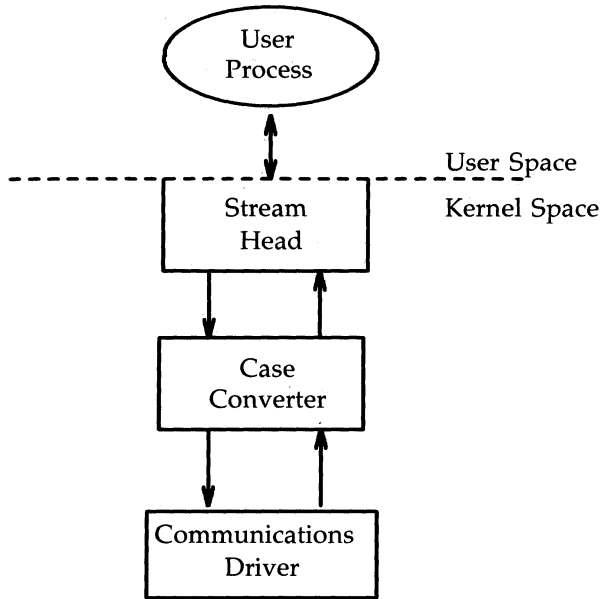 User
Process
User Space
Stream
Head
Kernel Space
Case
Converter
Communications
Driver